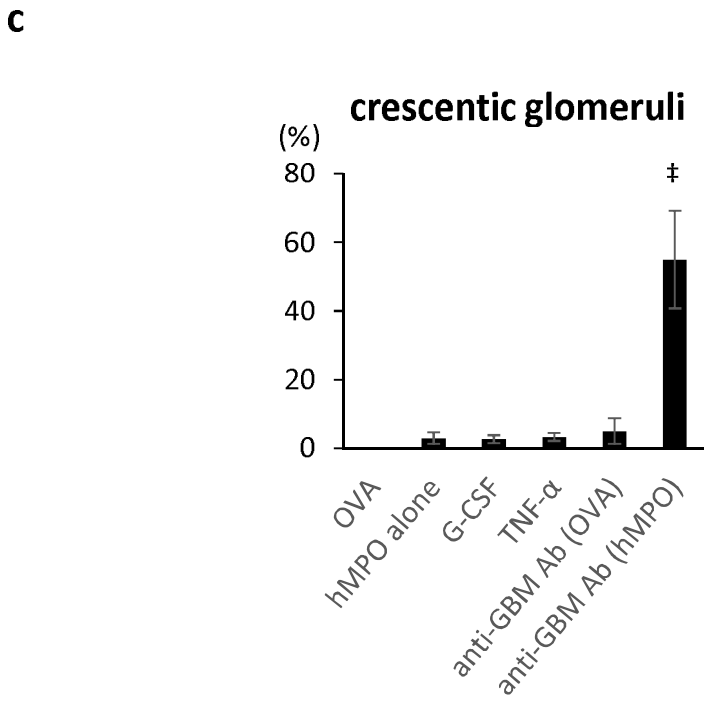 c
crescentic glomeruli
(%)
80
‡
60
40
20
0
OVA
hMPO alone
G-CSF
TNF-α
anti-GBM Ab (OVA)
anti-GBM Ab (hMPO)